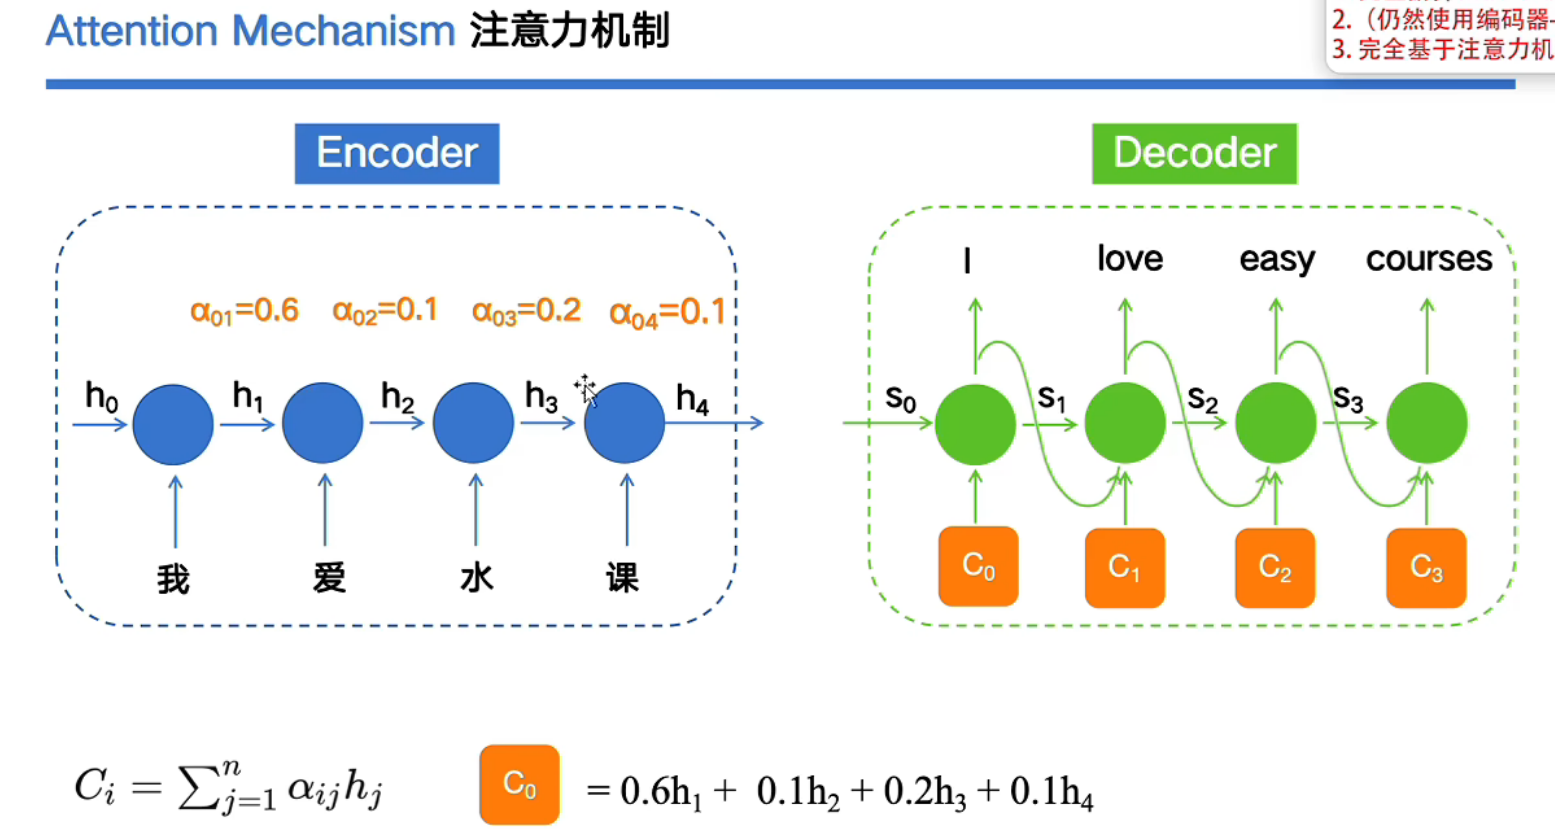 Attention Mechanism 注意力机制
2.（仍然使用编码器-
3. 完全基于注意力机
Encoder
Decoder
I love easy courses
α₀₁=0.6 α₀₂=0.1 α₀₃=0.2 α₀₄=0.1
h₀ h₁ h₂ h₃ h₄
s₀ s₁ s₂ s₃
我 爱 水 课
C₀ C₁ C₂ C₃
Cᵢ = ∑ⁿⱼ₌₁ αᵢⱼhⱼ
C₀ = 0.6h₁ + 0.1h₂ + 0.2h₃ + 0.1h₄